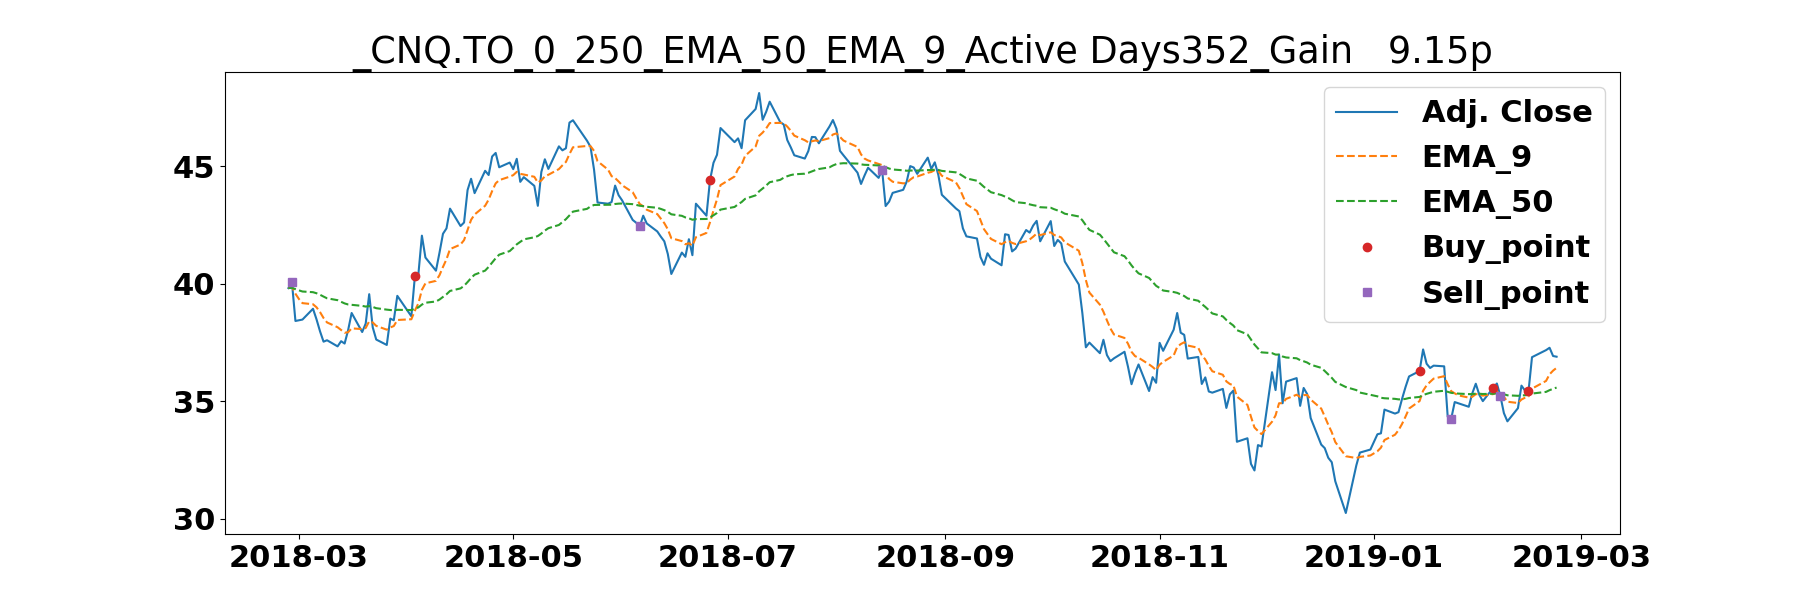 _CNQ.TO_0_250_EMA_50_EMA_9_Active Days352_Gain   9.15p
Adj. Close
EMA_9
EMA_50
Buy_point
Sell_point
45
40
35
30
2018-03 2018-05 2018-07 2018-09 2018-11 2019-01 2019-03